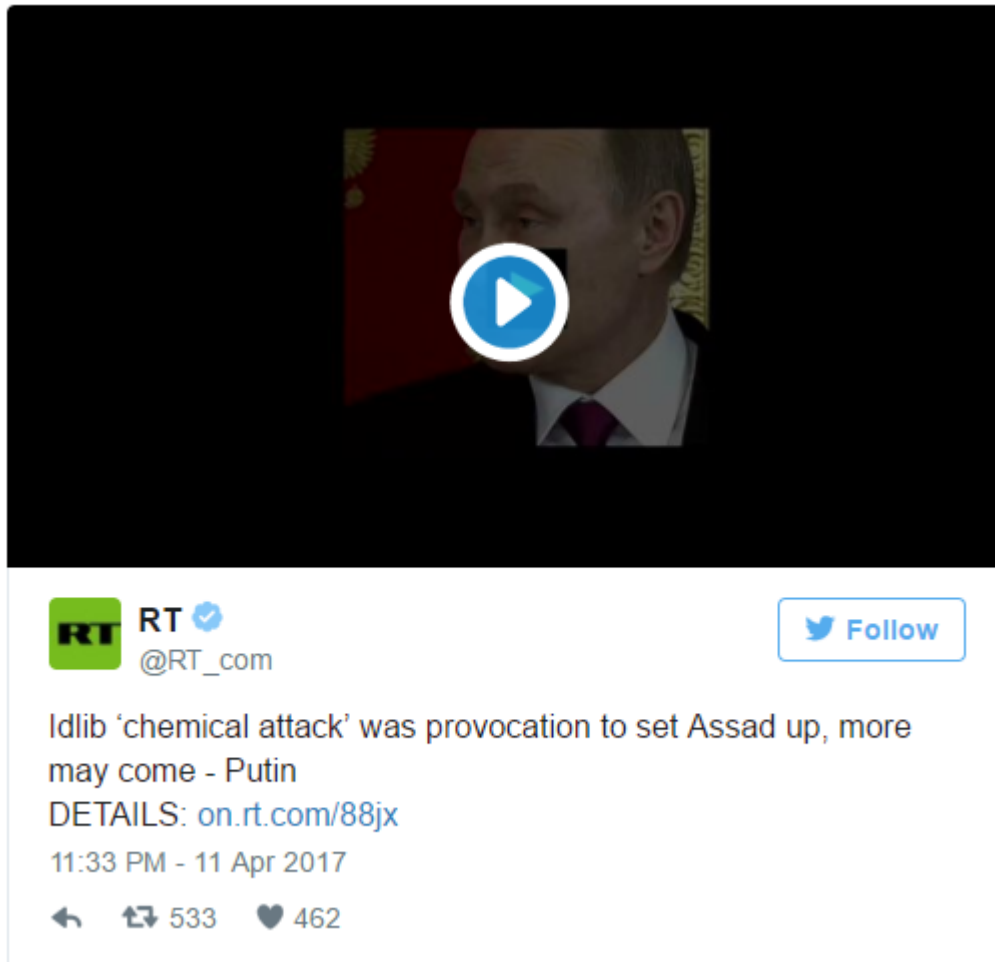 RT
RT
Follow
@RT_com
Idlib ‘chemical attack’ was provocation to set Assad up, more
may come - Putin
DETAILS: on.rt.com/88jx
11:33 PM - 11 Apr 2017
533 462